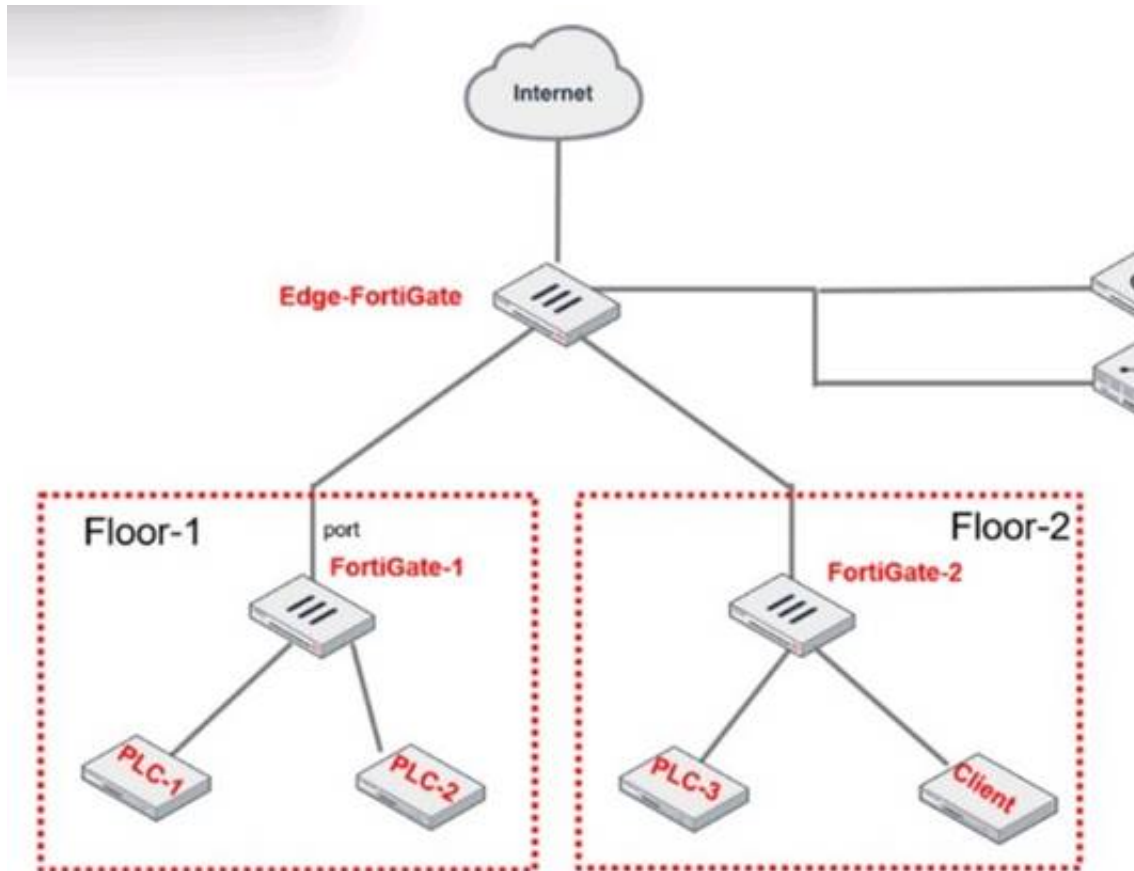 Internet
Edge-FortiGate
Floor-1
port
FortiGate-1
PLC-1
PLC-2
Floor-2
FortiGate-2
PLC-3
Client